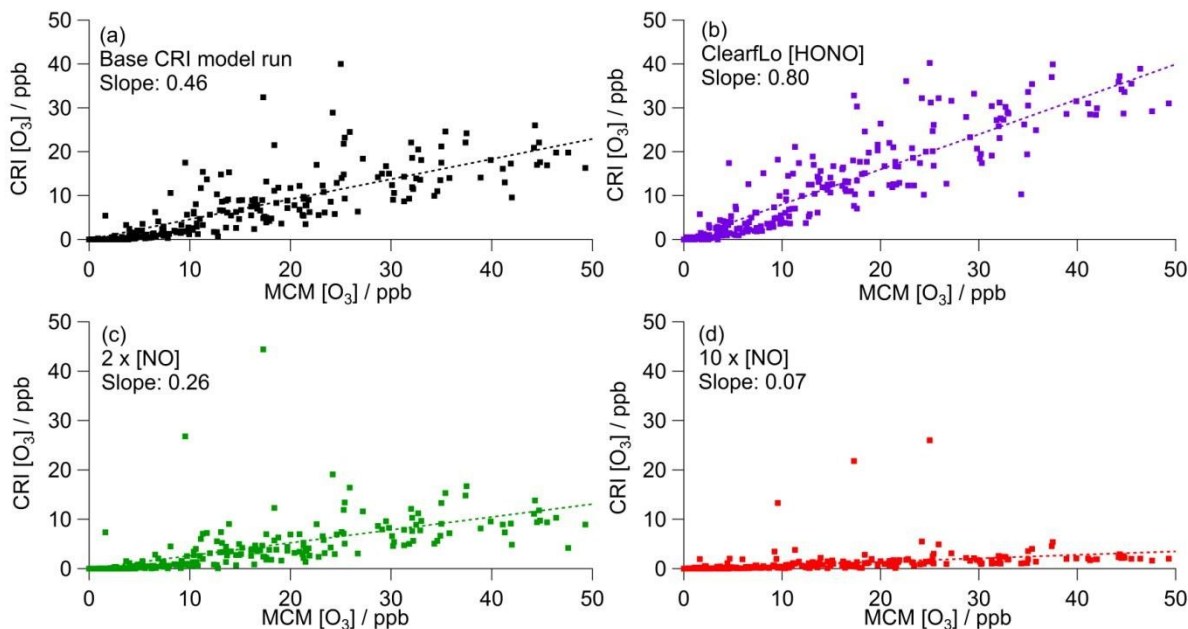 (a)
Base CRI model run
Slope: 0.46
CRI [O₃] / ppb
50
40
30
20
10
0
0 10 20 30 40 50
MCM [O₃] / ppb
(b)
ClearfLo [HONO]
Slope: 0.80
CRI [O₃] / ppb
50
40
30
20
10
0
0 10 20 30 40 50
MCM [O₃] / ppb
(c)
2 x [NO]
Slope: 0.26
CRI [O₃] / ppb
50
40
30
20
10
0
0 10 20 30 40 50
MCM [O₃] / ppb
(d)
10 x [NO]
Slope: 0.07
CRI [O₃] / ppb
50
40
30
20
10
0
0 10 20 30 40 50
MCM [O₃] / ppb